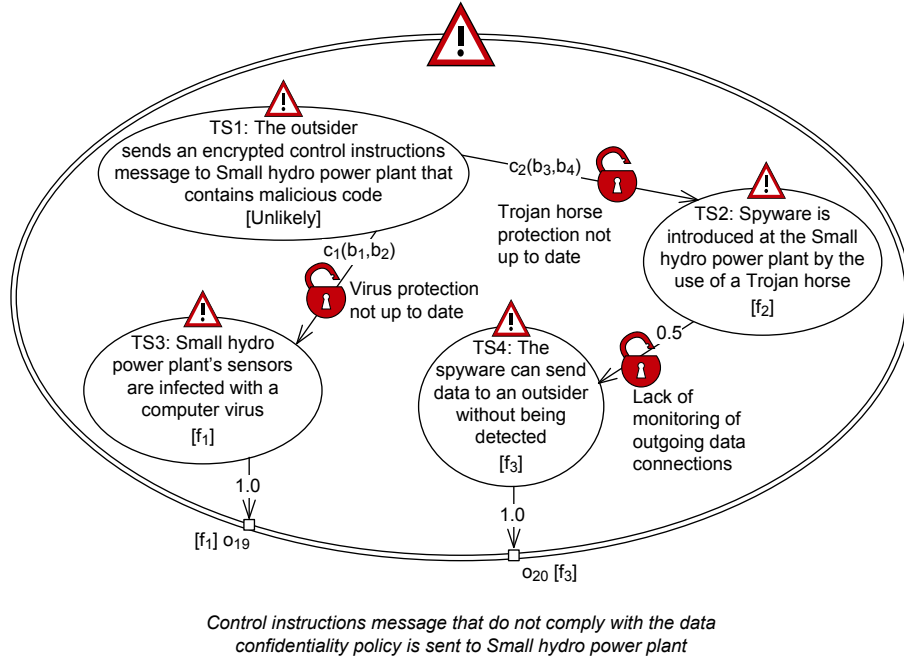 TS1: The outsider
sends an encrypted control instructions
message to Small hydro power plant that
contains malicious code
[Unlikely]
c₂(b₃,b₄)
Trojan horse
protection not
up to date
TS2: Spyware is
introduced at the Small
hydro power plant by the
use of a Trojan horse
[f₂]
c₁(b₁,b₂)
Virus protection
not up to date
TS3: Small hydro
power plant's sensors
are infected with a
computer virus
[f₁]
TS4: The
spyware can send
data to an outsider
without being
detected
[f₃]
0.5
Lack of
monitoring of
outgoing data
connections
1.0
[f₁] o₁₉
1.0
o₂₀ [f₃]
Control instructions message that do not comply with the data
confidentiality policy is sent to Small hydro power plant